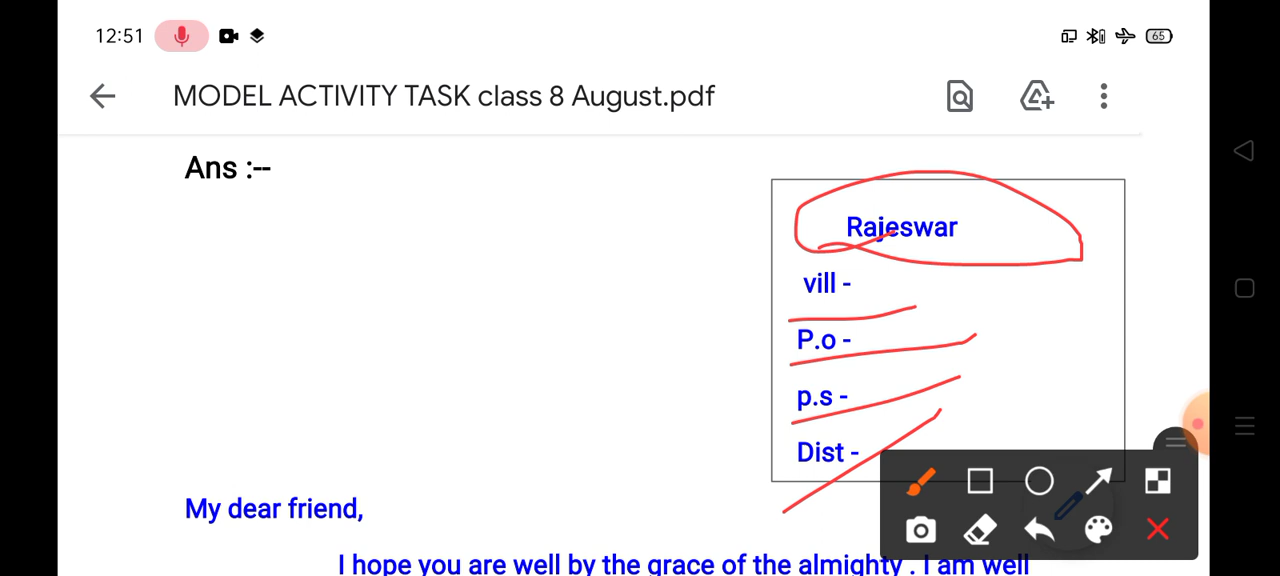 12:51
65
MODEL ACTIVITY TASK class 8 August.pdf
Ans :--
Rajeswar
vill -
P.o -
p.s -
Dist -
My dear friend,
I hope you are well by the grace of the almighty . I am well